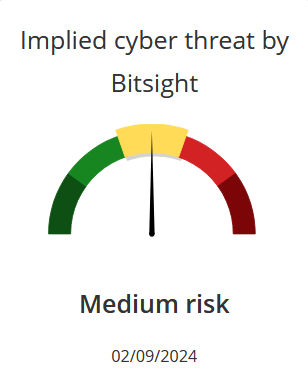 Implied cyber threat by
Bitsight
Medium risk
02/09/2024